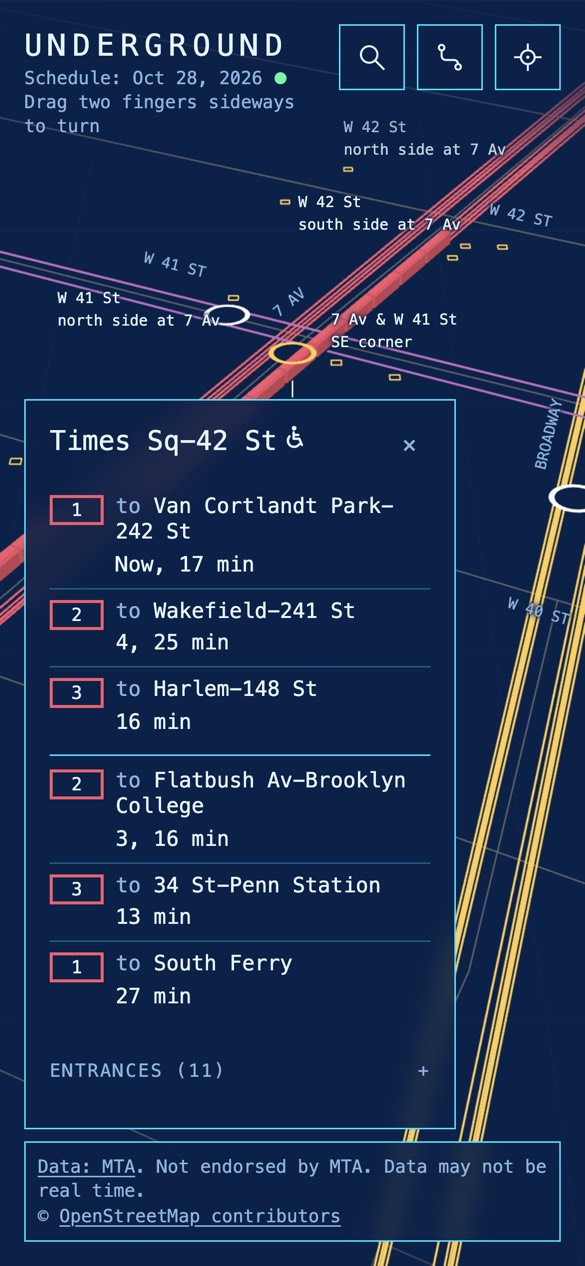 UNDERGROUND
Schedule: Oct 28, 2026
Drag two fingers sideways
to turn
W 42 St
north side at 7 Av
W 42 St
south side at 7 Av
W 42 ST
W 41 ST
7 AV
W 41 St
north side at 7 Av
7 Av & W 41 St
SE corner
BROADWAY
W 40 ST
Times Sq–42 St
×
1 to Van Cortlandt Park–
242 St
Now, 17 min
2 to Wakefield–241 St
4, 25 min
3 to Harlem–148 St
16 min
2 to Flatbush Av–Brooklyn
College
3, 16 min
3 to 34 St–Penn Station
13 min
1 to South Ferry
27 min
ENTRANCES (11) +
Data: MTA. Not endorsed by MTA. Data may not be
real time.
© OpenStreetMap contributors